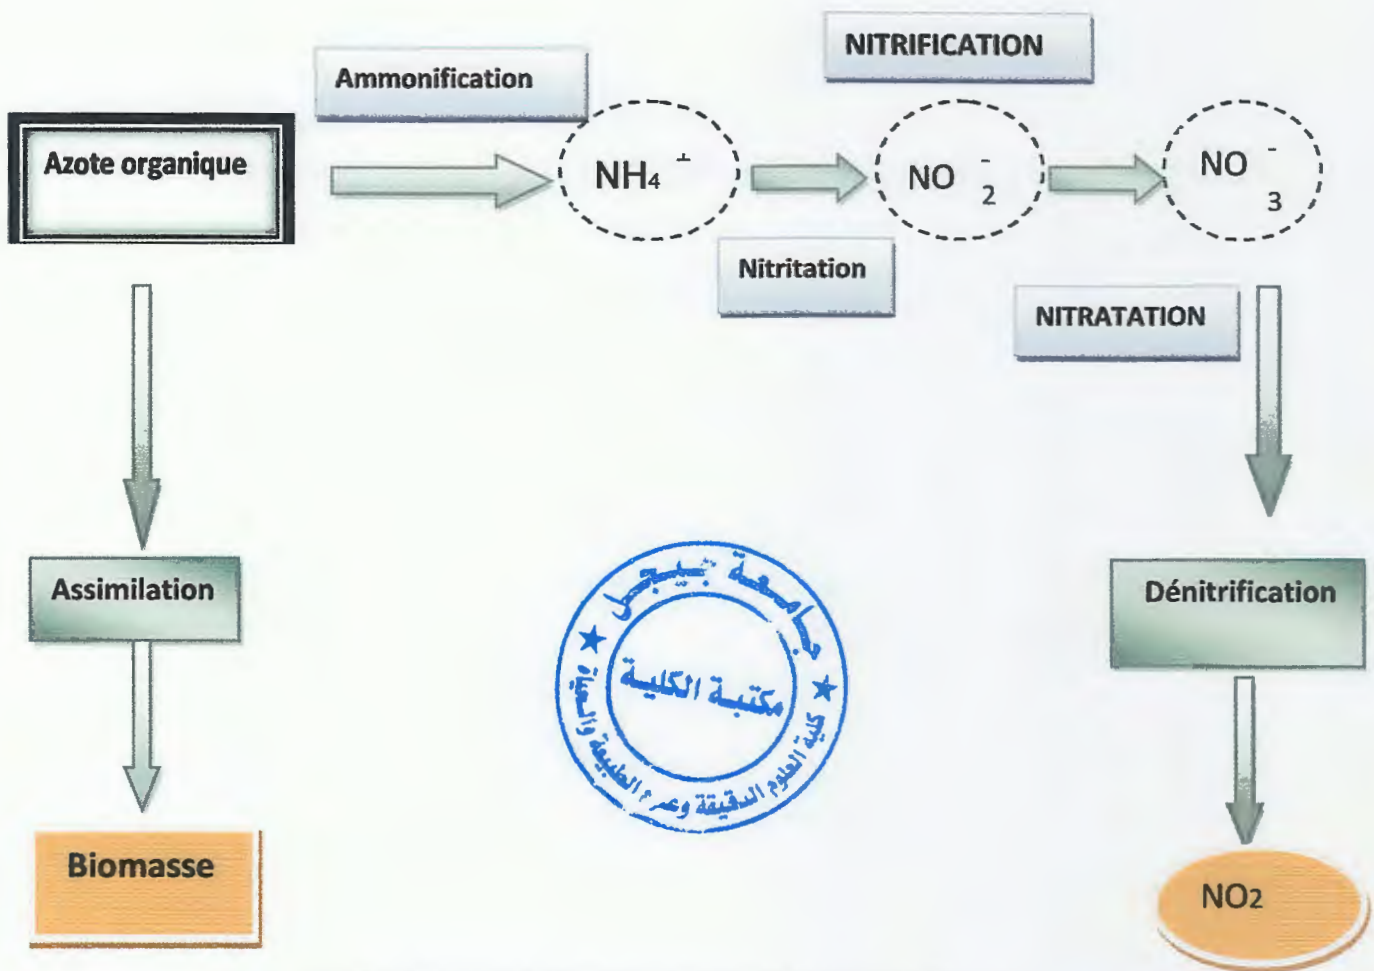 NITRIFICATION
Ammonification
Azote organique
NH4 +
NO2 -
NO3 -
Nitritation
NITRATATION
Assimilation
Dénitrification
Biomasse
NO2
جامعة جيجل
مكتبة الكلية
كلية العلوم الدقيقة وعلوم الطبيعة والحياة